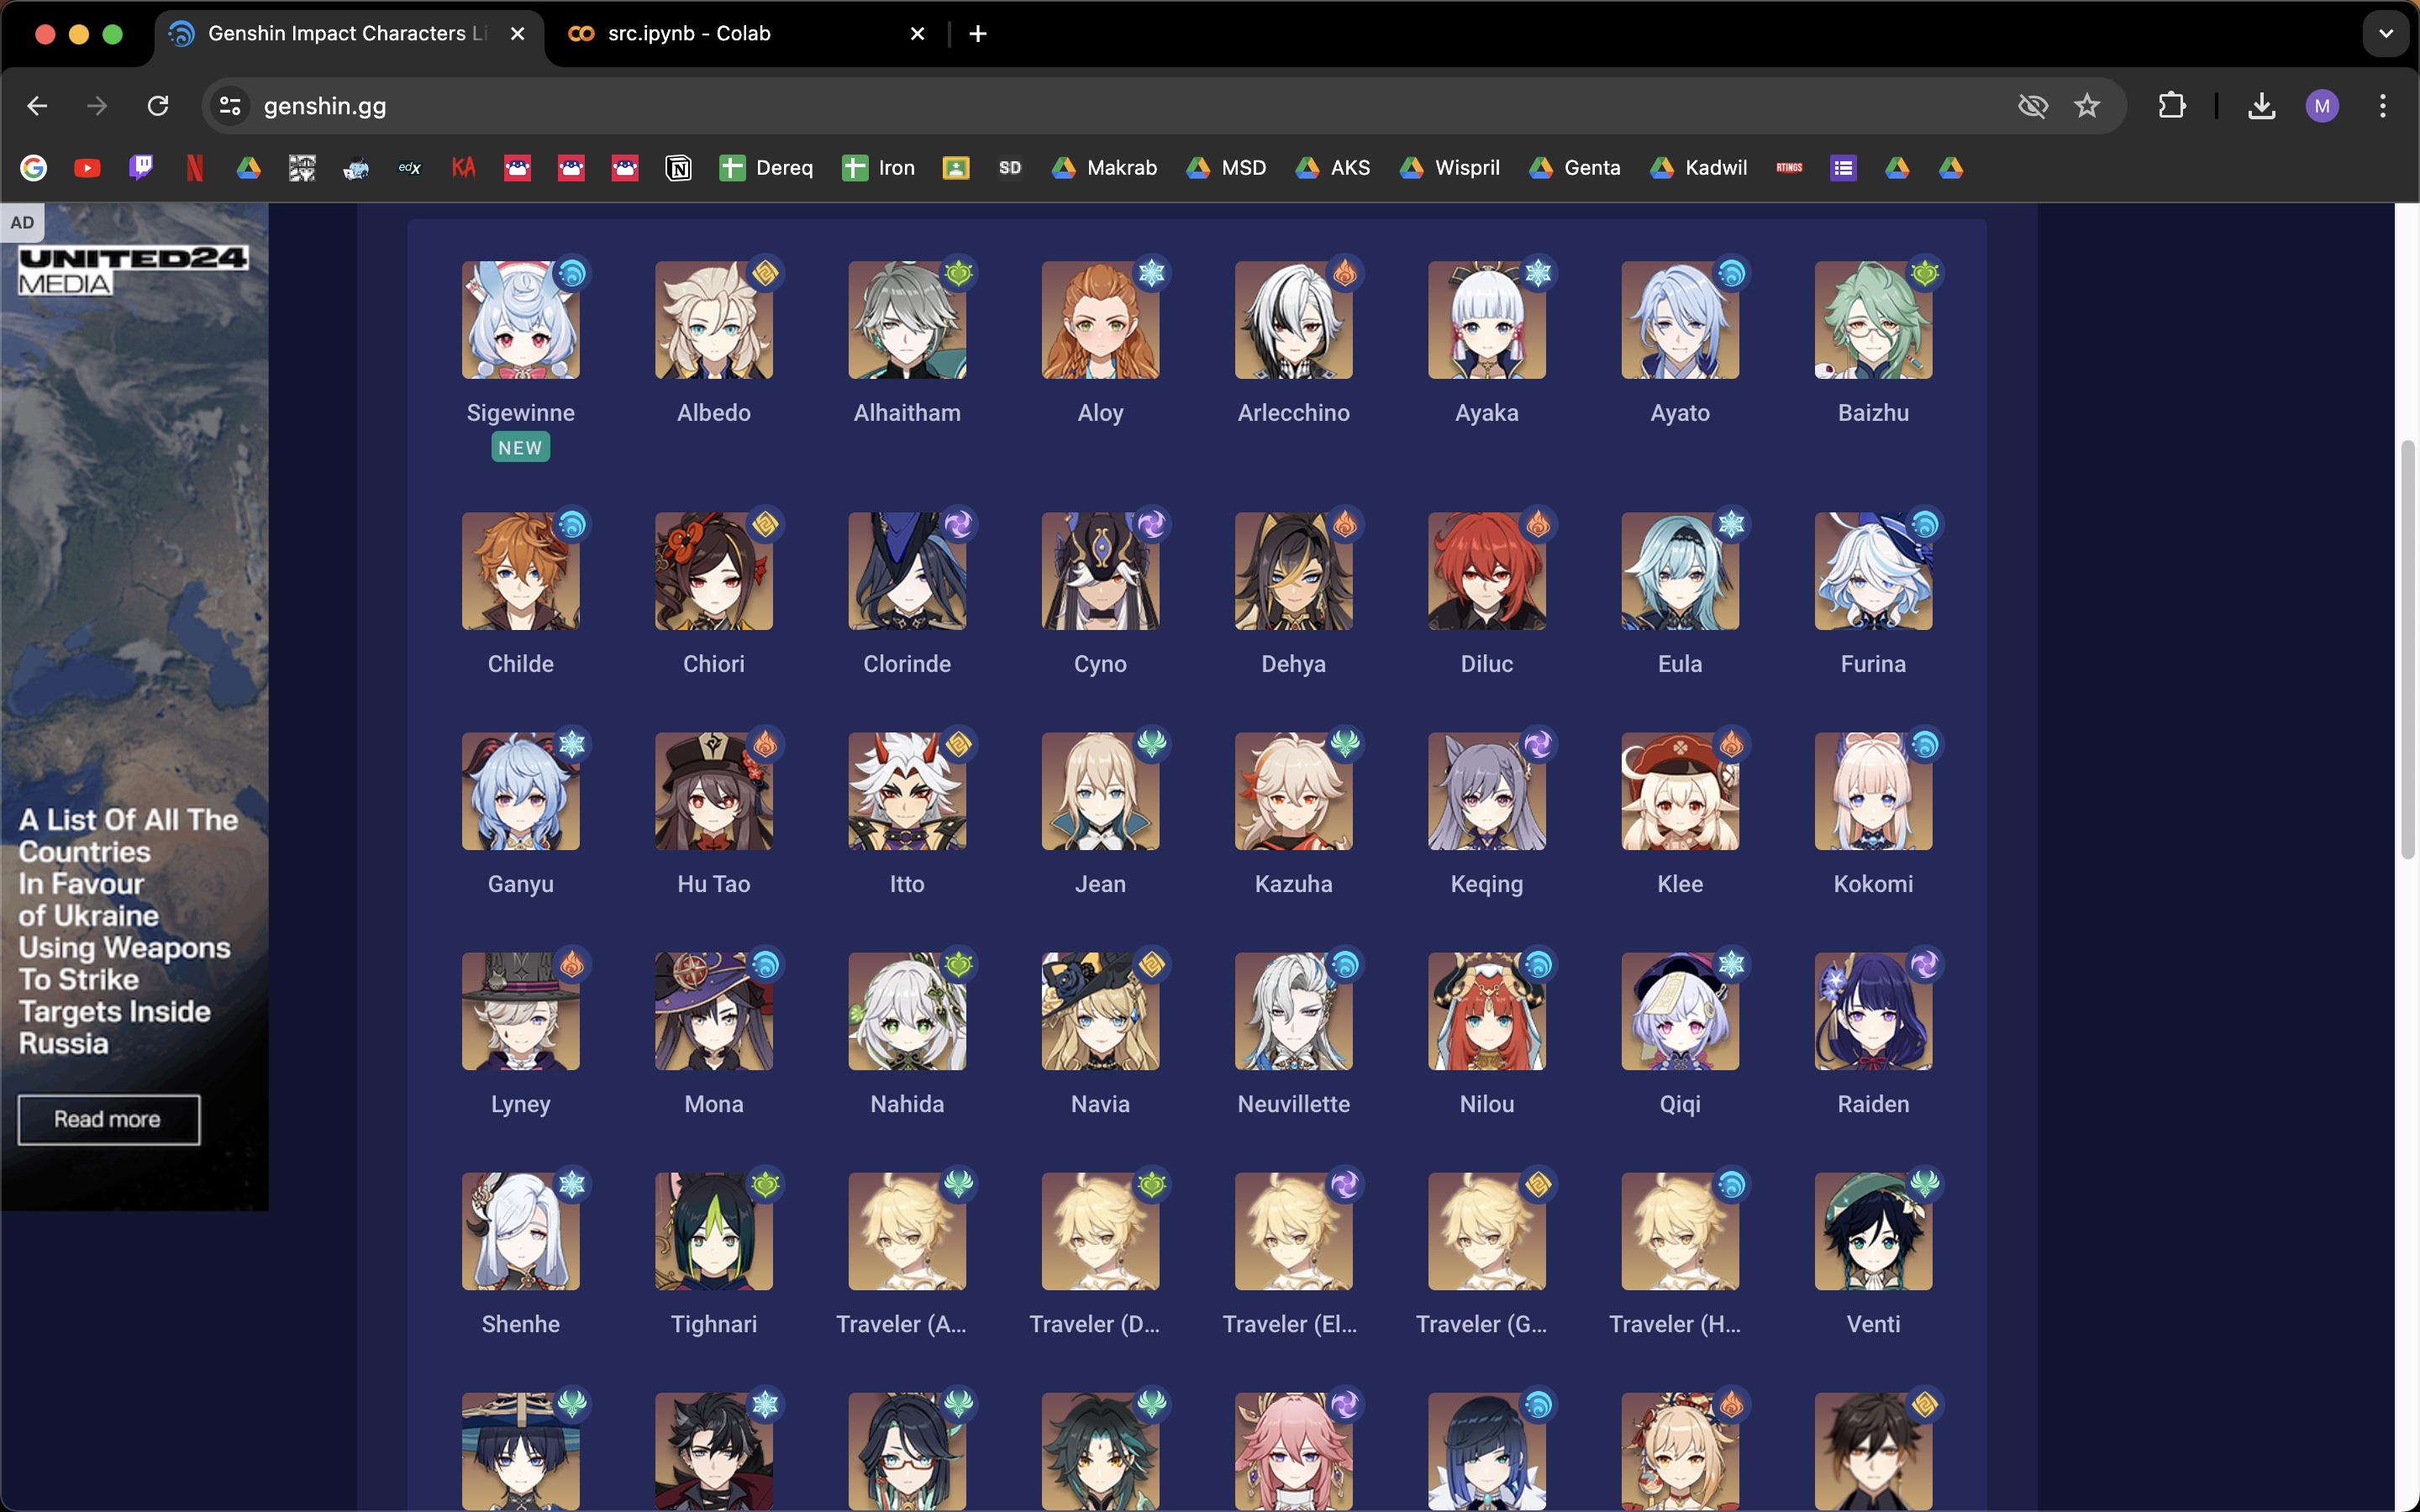 Genshin Impact Characters Li
src.ipynb - Colab
genshin.gg
M
edX
KA
Dereq
Iron
SD
Makrab
MSD
AKS
Wispril
Genta
Kadwil
RTINGS
AD
UNITED24
MEDIA
A List Of All The
Countries
In Favour
of Ukraine
Using Weapons
To Strike
Targets Inside
Russia
Read more
Sigewinne Albedo Alhaitham Aloy Arlecchino Ayaka Ayato Baizhu
NEW
Childe Chiori Clorinde Cyno Dehya Diluc Eula Furina
Ganyu Hu Tao Itto Jean Kazuha Keqing Klee Kokomi
Lyney Mona Nahida Navia Neuvillette Nilou Qiqi Raiden
Shenhe Tighnari Traveler (A... Traveler (D... Traveler (El... Traveler (G... Traveler (H... Venti